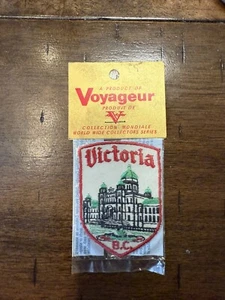 A PRODUCT OF
Voyageur
PRODUIT DE
V
COLLECTION MONDIALE
WORLD WIDE COLLECTORS SERIES
Victoria
B.C.